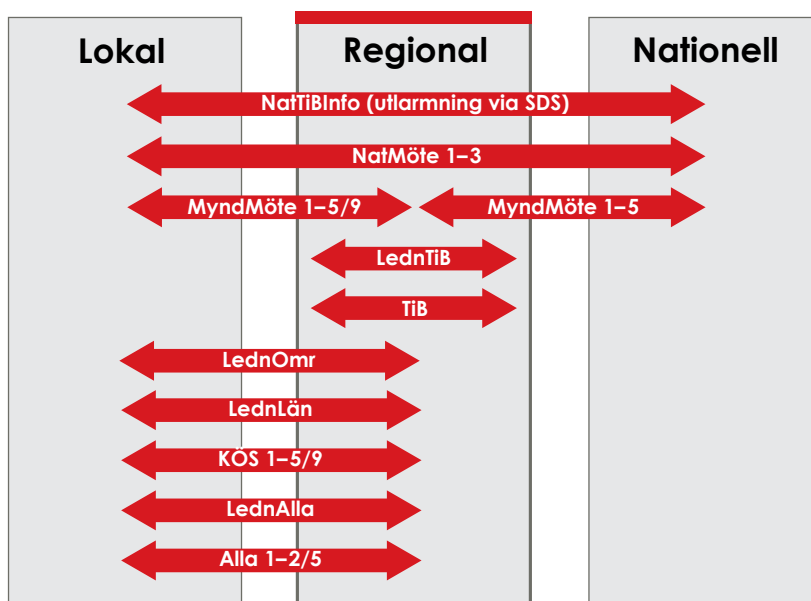 Lokal
Regional
Nationell
NatTiBInfo (utlarmning via SDS)
NatMöte 1–3
MyndMöte 1–5/9
MyndMöte 1–5
LednTiB
TiB
LednOmr
LednLän
KÖS 1–5/9
LednAlla
Alla 1–2/5